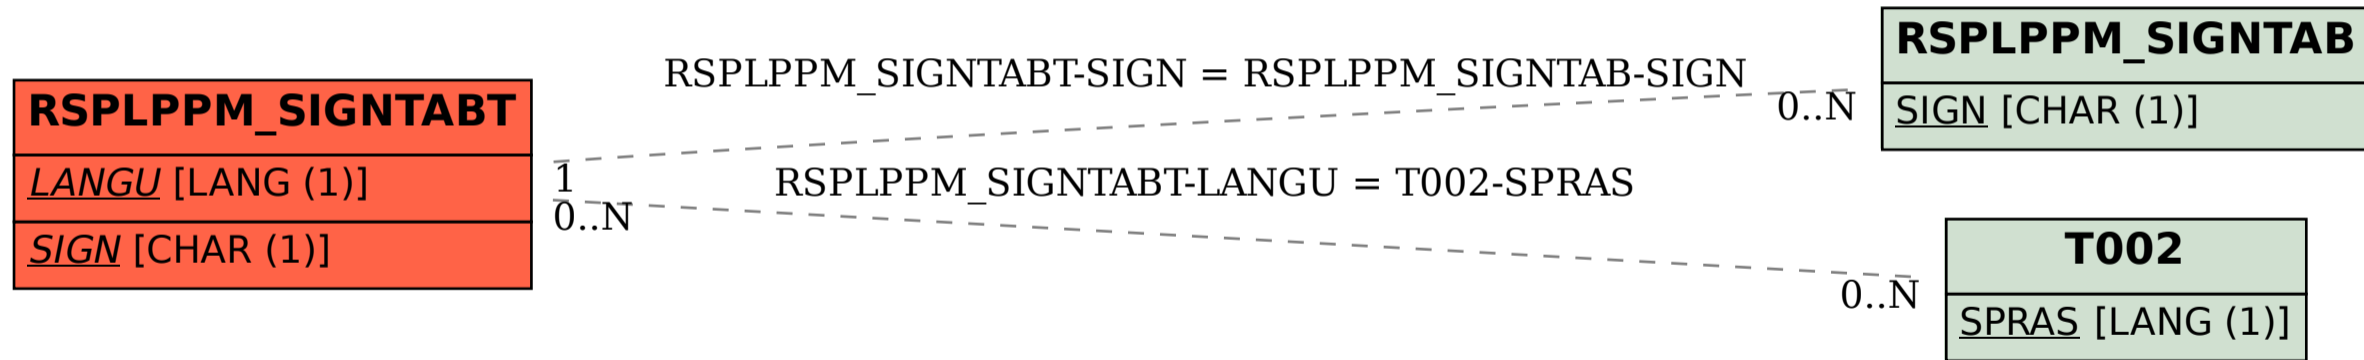 RSPLPPM_SIGNTABT
LANGU [LANG (1)]
SIGN [CHAR (1)]
RSPLPPM_SIGNTABT-SIGN = RSPLPPM_SIGNTAB-SIGN
1
0..N
RSPLPPM_SIGNTABT-LANGU = T002-SPRAS
0..N
0..N
RSPLPPM_SIGNTAB
SIGN [CHAR (1)]
T002
SPRAS [LANG (1)]